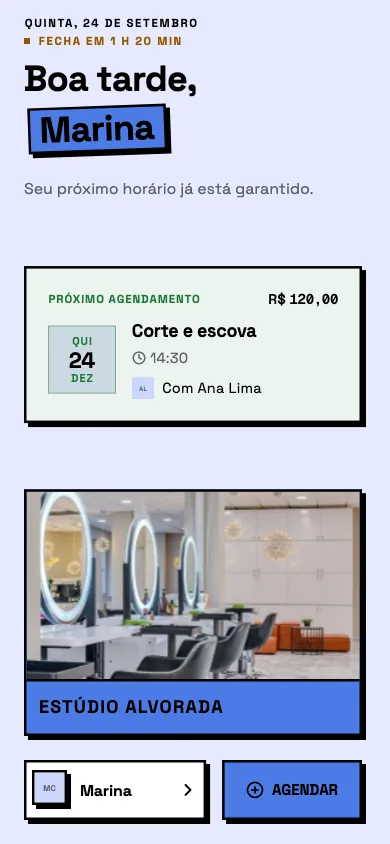 QUINTA, 24 DE SETEMBRO
FECHA EM 1 H 20 MIN
Boa tarde,
Marina
Seu próximo horário já está garantido.
PRÓXIMO AGENDAMENTO
R$ 120,00
QUI
24
DEZ
Corte e escova
14:30
AL
Com Ana Lima
ESTÚDIO ALVORADA
MC
Marina
AGENDAR